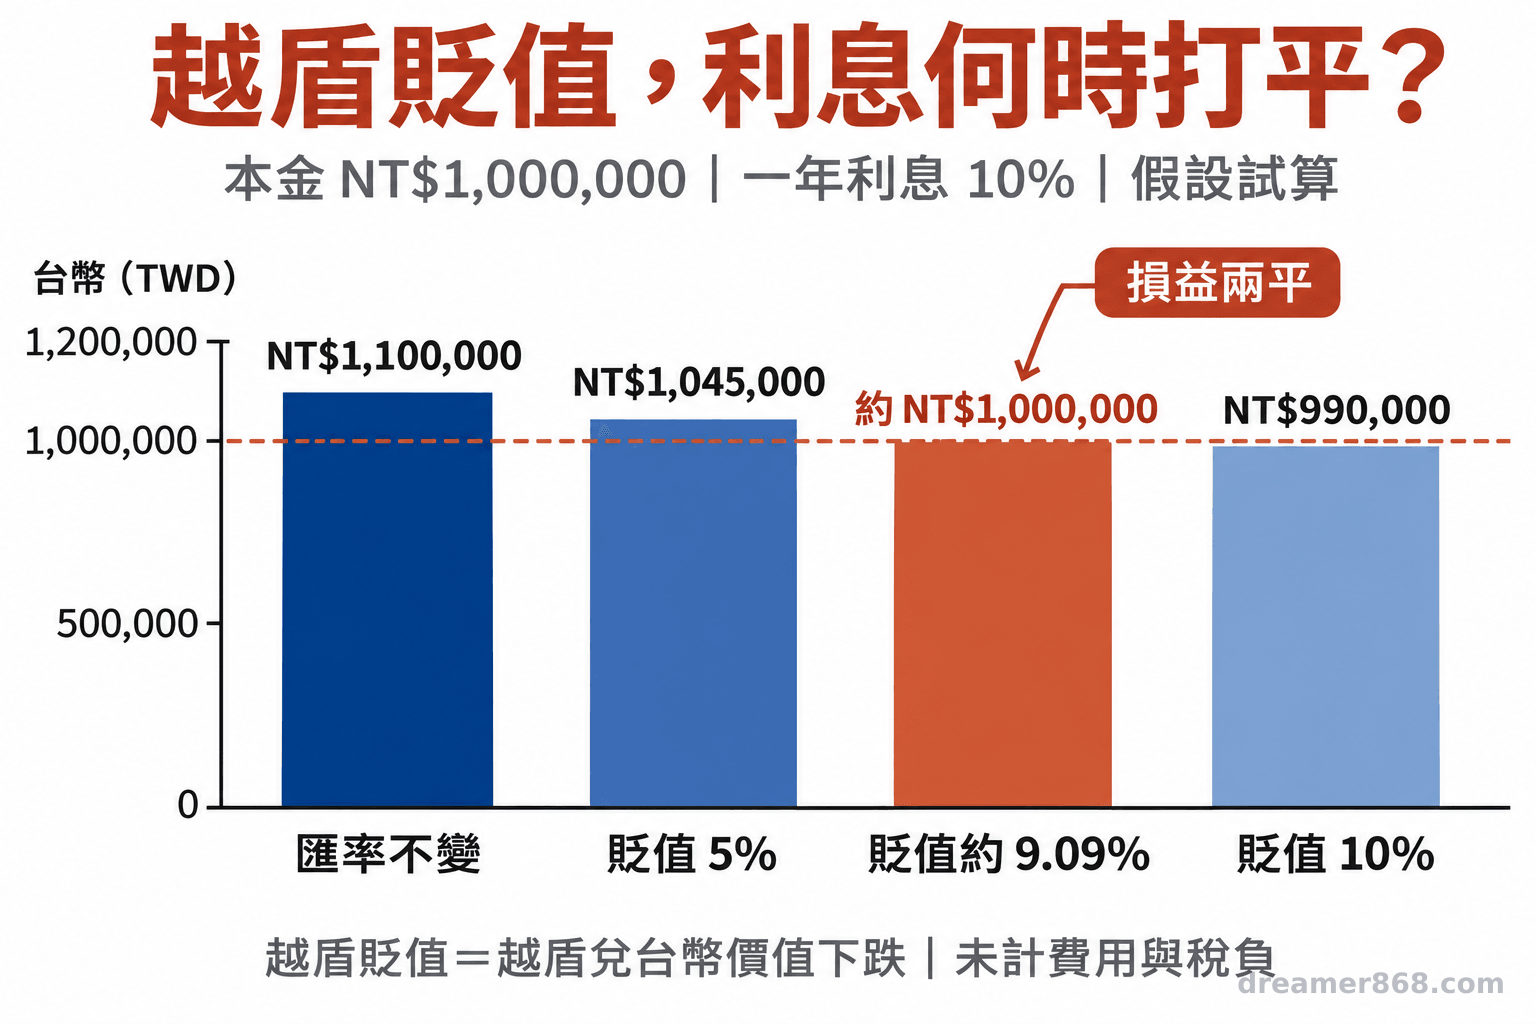 越盾貶值，利息何時打平？
本金 NT$1,000,000｜一年利息 10%｜假設試算
台幣（TWD）
損益兩平
1,200,000
NT$1,100,000
NT$1,045,000
約 NT$1,000,000
NT$990,000
1,000,000
500,000
0
匯率不變
貶值 5%
貶值約 9.09%
貶值 10%
越盾貶值＝越盾兌台幣價值下跌｜未計費用與稅負
dreamer868.com